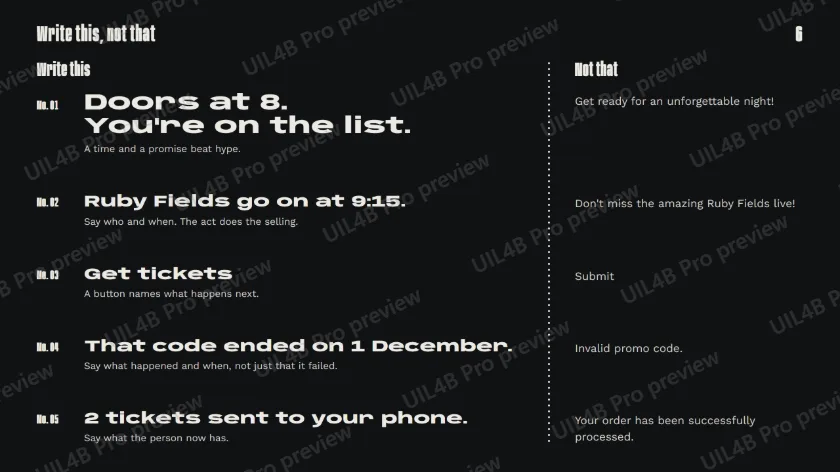 Write this, not that
6
Write this
Not that
No. 01
Doors at 8.
You're on the list.
A time and a promise beat hype.
Get ready for an unforgettable night!
No. 02
Ruby Fields go on at 9:15.
Say who and when. The act does the selling.
Don't miss the amazing Ruby Fields live!
No. 03
Get tickets
A button names what happens next.
Submit
No. 04
That code ended on 1 December.
Say what happened and when, not just that it failed.
Invalid promo code.
No. 05
2 tickets sent to your phone.
Say what the person now has.
Your order has been successfully
processed.
UIL4B Pro preview